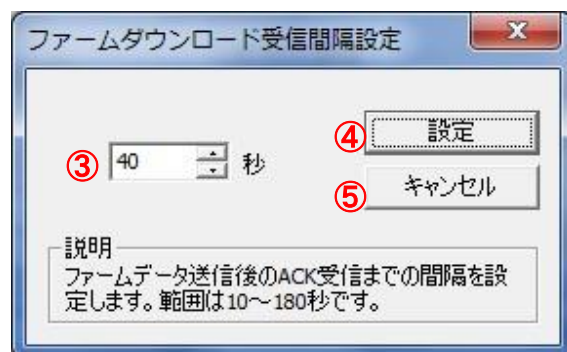 ファームダウンロード受信間隔設定
③ 40 秒
④ 設定
⑤ キャンセル
説明
ファームデータ送信後のACK受信までの間隔を設
定します。範囲は10～180秒です。